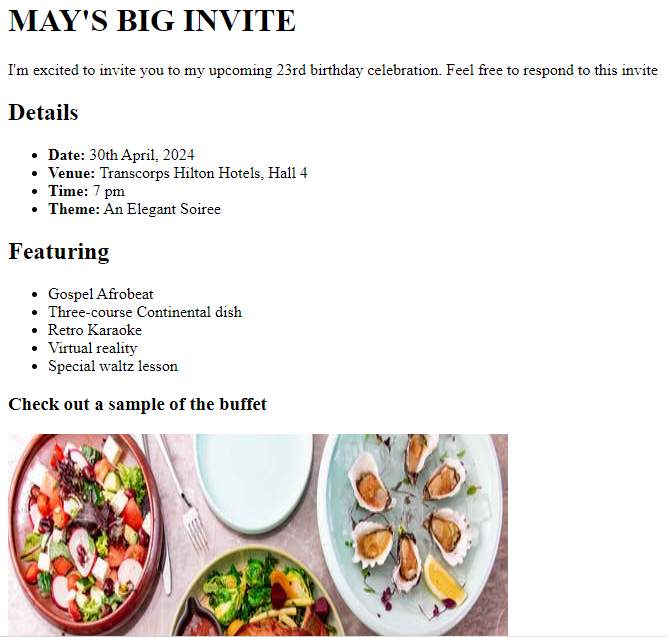 MAY'S BIG INVITE
I'm excited to invite you to my upcoming 23rd birthday celebration. Feel free to respond to this invite
Details
• Date: 30th April, 2024
• Venue: Transcorps Hilton Hotels, Hall 4
• Time: 7 pm
• Theme: An Elegant Soiree
Featuring
• Gospel Afrobeat
• Three-course Continental dish
• Retro Karaoke
• Virtual reality
• Special waltz lesson
Check out a sample of the buffet